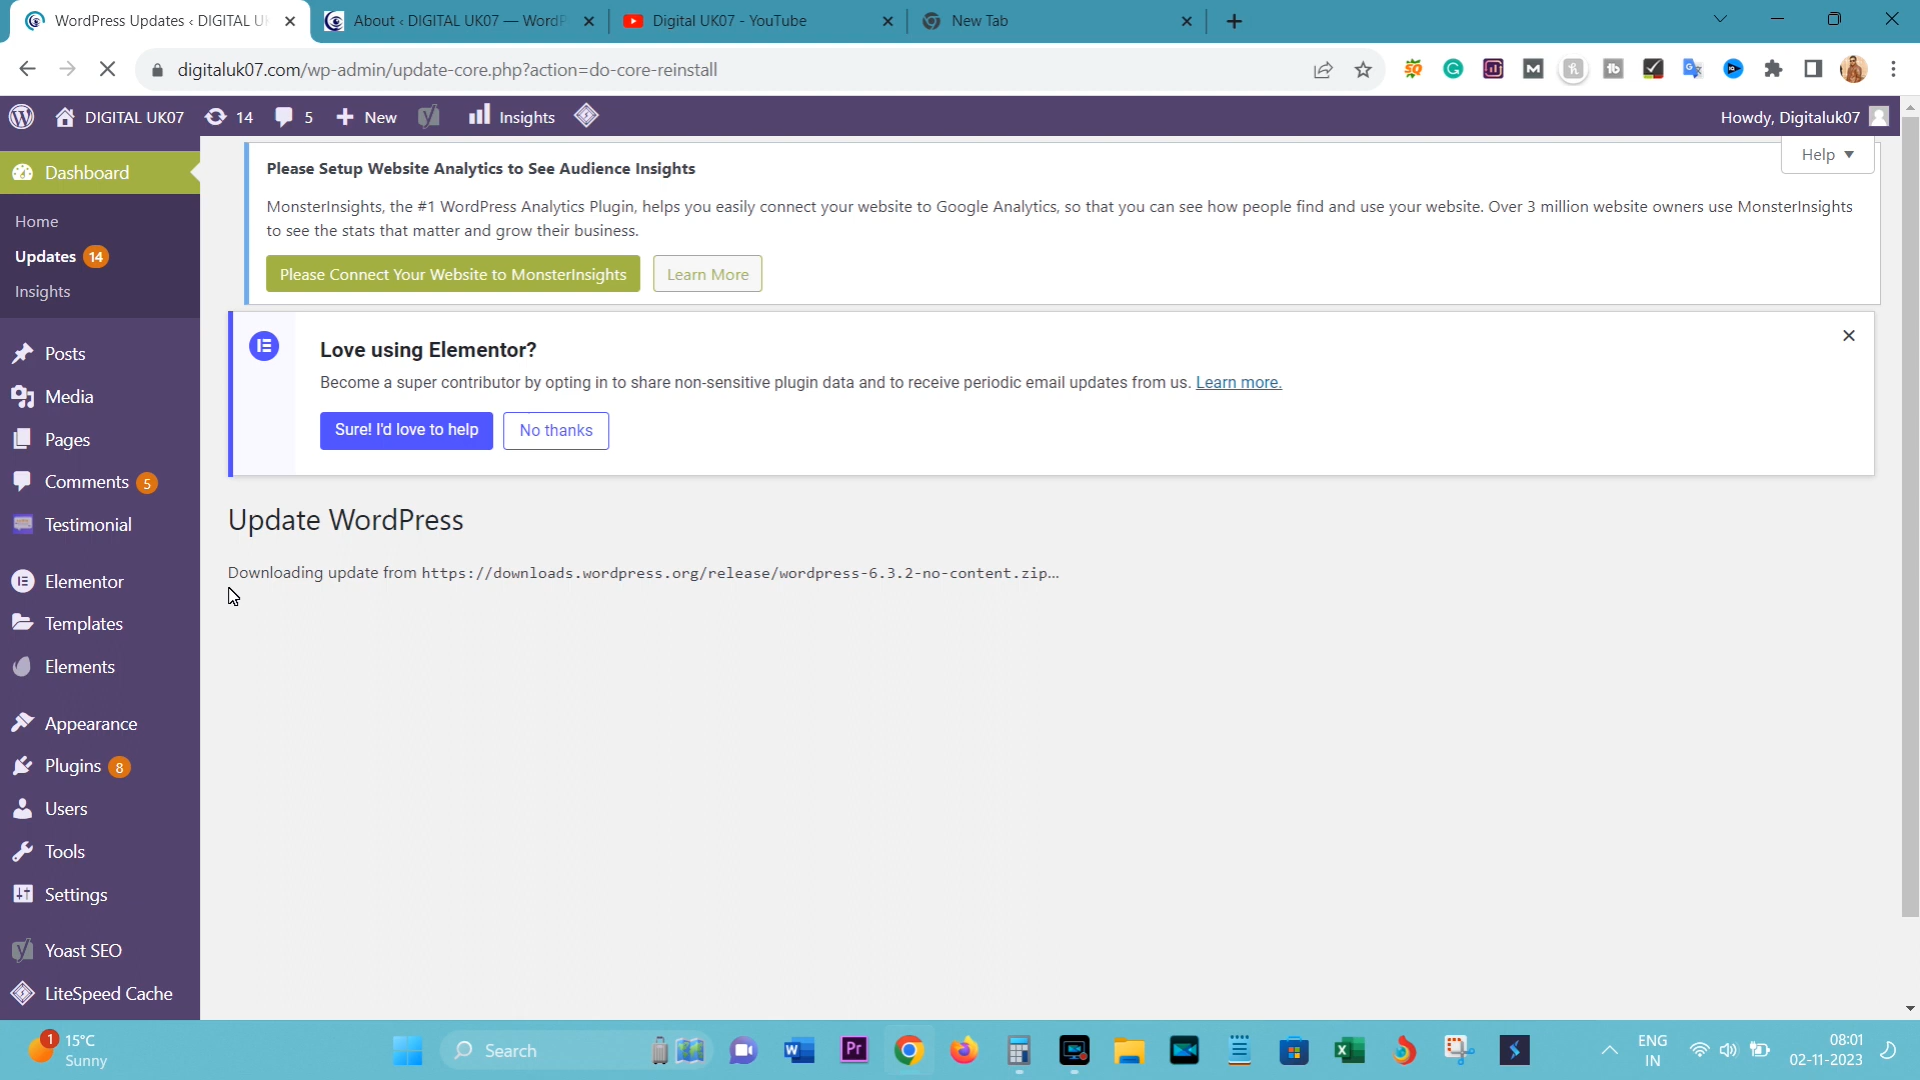 WordPress Updates ‹ DIGITAL U
About ‹ DIGITAL UK07 — WordP
Digital UK07 - YouTube
New Tab
digitaluk07.com/wp-admin/update-core.php?action=do-core-reinstall
DIGITAL UK07
14
5
New
Insights
Howdy, Digitaluk07
Help
Dashboard
Home
Updates 14
Insights
Posts
Media
Pages
Comments 5
Testimonial
Elementor
Templates
Elements
Appearance
Plugins 8
Users
Tools
Settings
Yoast SEO
LiteSpeed Cache
Please Setup Website Analytics to See Audience Insights
MonsterInsights, the #1 WordPress Analytics Plugin, helps you easily connect your website to Google Analytics, so that you can see how people find and use your website. Over 3 million website owners use MonsterInsights
to see the stats that matter and grow their business.
Please Connect Your Website to MonsterInsights
Learn More
Love using Elementor?
Become a super contributor by opting in to share non-sensitive plugin data and to receive periodic email updates from us. Learn more.
Sure! I'd love to help
No thanks
Update WordPress
Downloading update from https://downloads.wordpress.org/release/wordpress-6.3.2-no-content.zip…
1
15°C
Sunny
Search
Pr
ENG
IN
08:01
02-11-2023